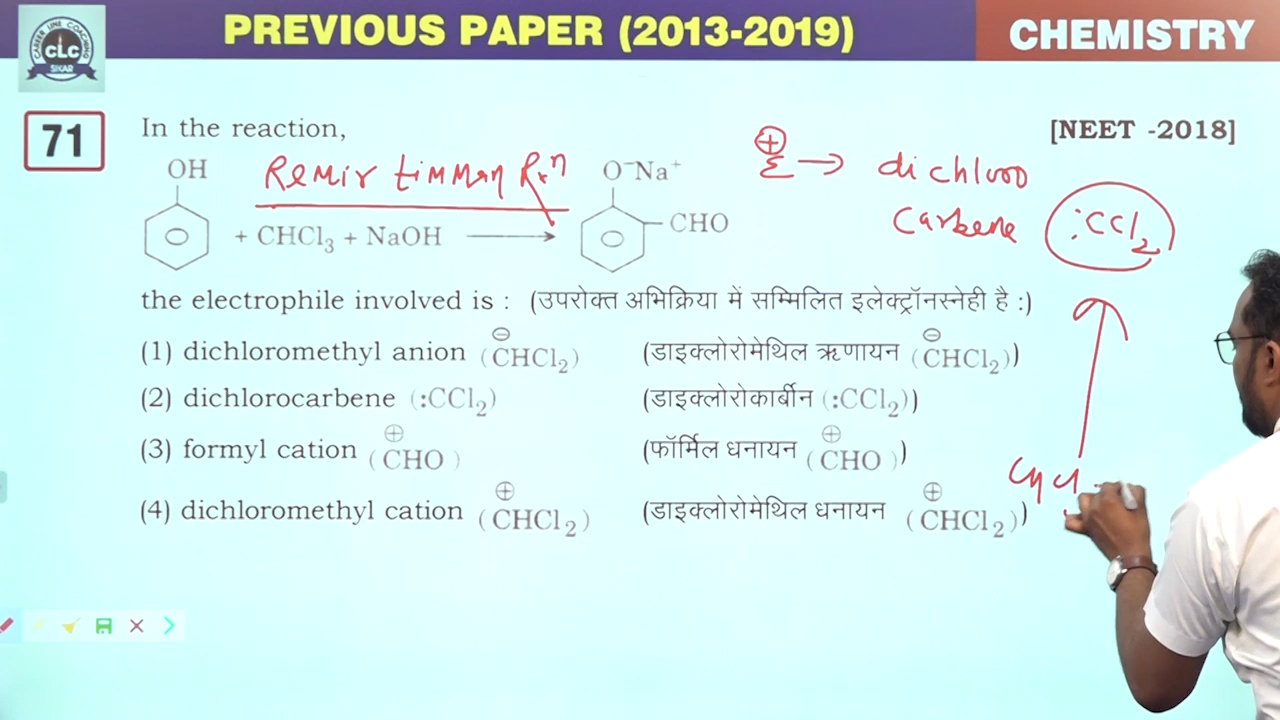 PREVIOUS PAPER (2013-2019)
CHEMISTRY
CAREER LINE COACHING
CLC
SIKAR
71
In the reaction,
[NEET -2018]
OH
Remir timman Rxn
O⁻Na⁺
⊕
E → dichloro
carbene :CCl₂
+ CHCl₃ + NaOH
CHO
the electrophile involved is : (उपरोक्त अभिक्रिया में सम्मिलित इलेक्ट्रॉनस्नेही है :)
(1) dichloromethyl anion (C⊖HCl₂) (डाइक्लोरोमेथिल ऋणायन (C⊖HCl₂))
(2) dichlorocarbene (:CCl₂) (डाइक्लोरोकार्बीन (:CCl₂))
(3) formyl cation (C⊕HO ) (फॉर्मिल धनायन (C⊕HO ))
(4) dichloromethyl cation (C⊕HCl₂) (डाइक्लोरोमेथिल धनायन (C⊕HCl₂))